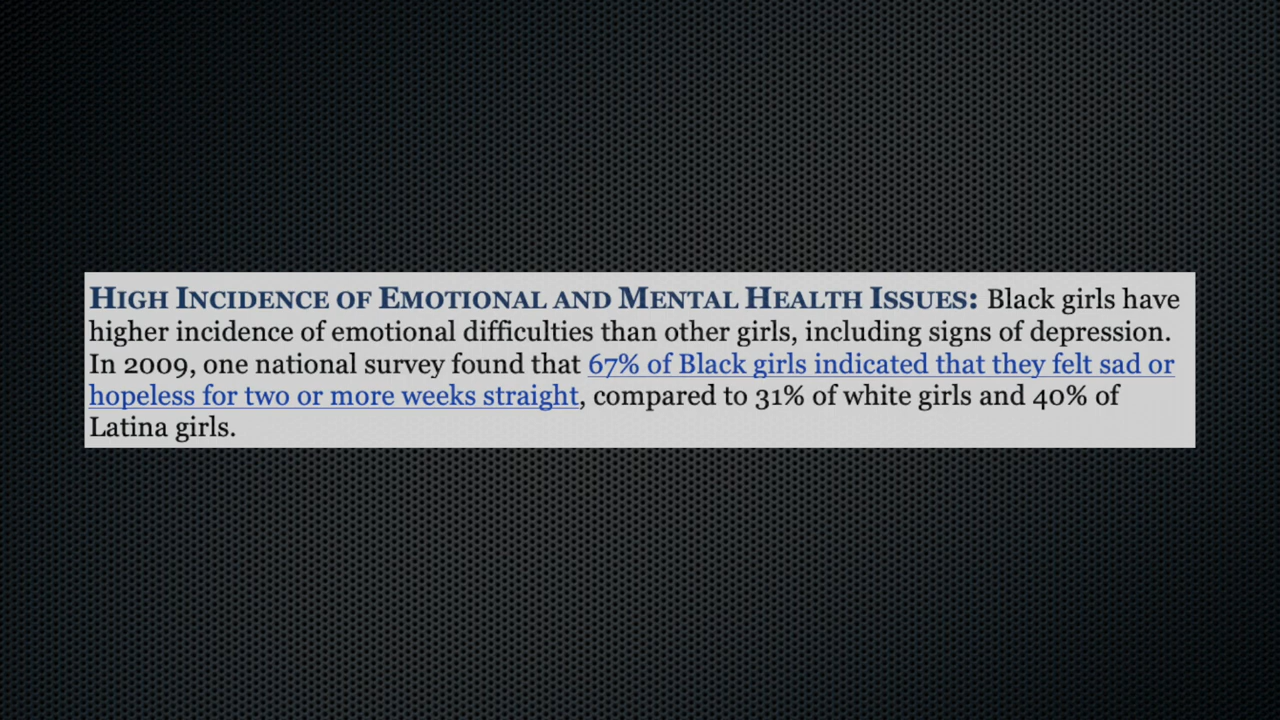 HIGH INCIDENCE OF EMOTIONAL AND MENTAL HEALTH ISSUES: Black girls have
higher incidence of emotional difficulties than other girls, including signs of depression.
In 2009, one national survey found that 67% of Black girls indicated that they felt sad or
hopeless for two or more weeks straight, compared to 31% of white girls and 40% of
Latina girls.